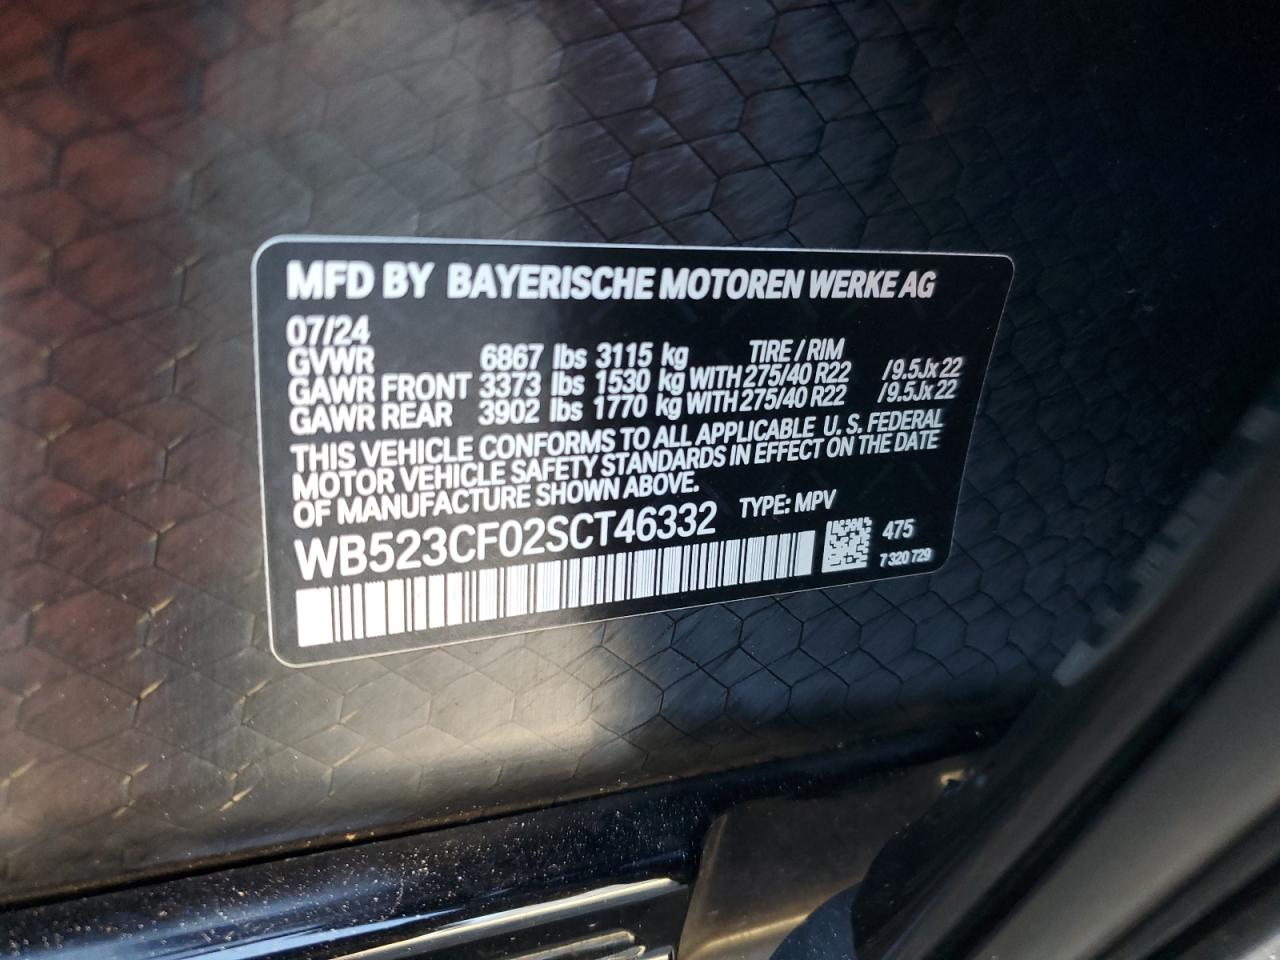 MFD BY BAYERISCHE MOTOREN WERKE AG
07/24
GVWR 6867 lbs 3115 kg TIRE / RIM
GAWR FRONT 3373 lbs 1530 kg WITH 275/40 R22 /9.5Jx22
GAWR REAR 3902 lbs 1770 kg WITH 275/40 R22 /9.5Jx22
THIS VEHICLE CONFORMS TO ALL APPLICABLE U. S. FEDERAL
MOTOR VEHICLE SAFETY STANDARDS IN EFFECT ON THE DATE
OF MANUFACTURE SHOWN ABOVE.
WB523CF02SCT46332 TYPE: MPV
475
7 320 729